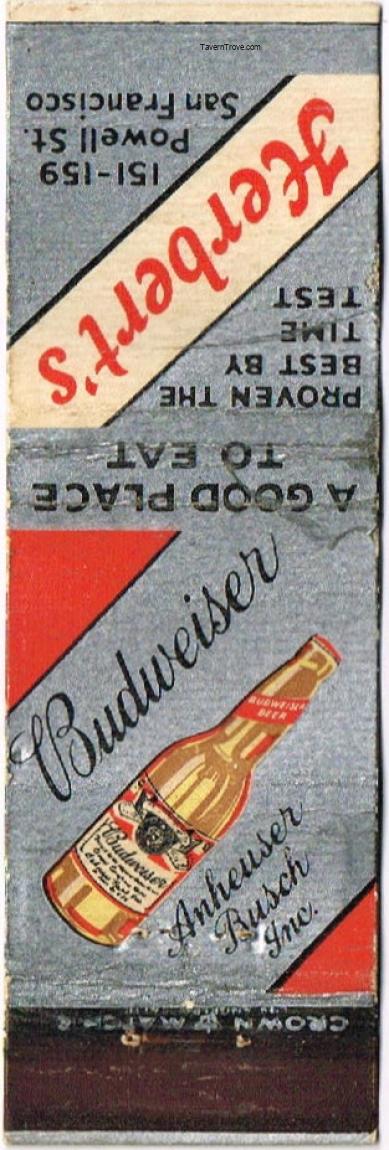 TavernTrove.com
Herbert's
151-159
Powell St.
San Francisco
PROVEN THE
BEST BY
TIME
TEST
A GOOD PLACE
TO EAT
Budweiser
BUDWEISER
BEER
Budweiser
Anheuser
Busch
Inc.
CROWN MATCH